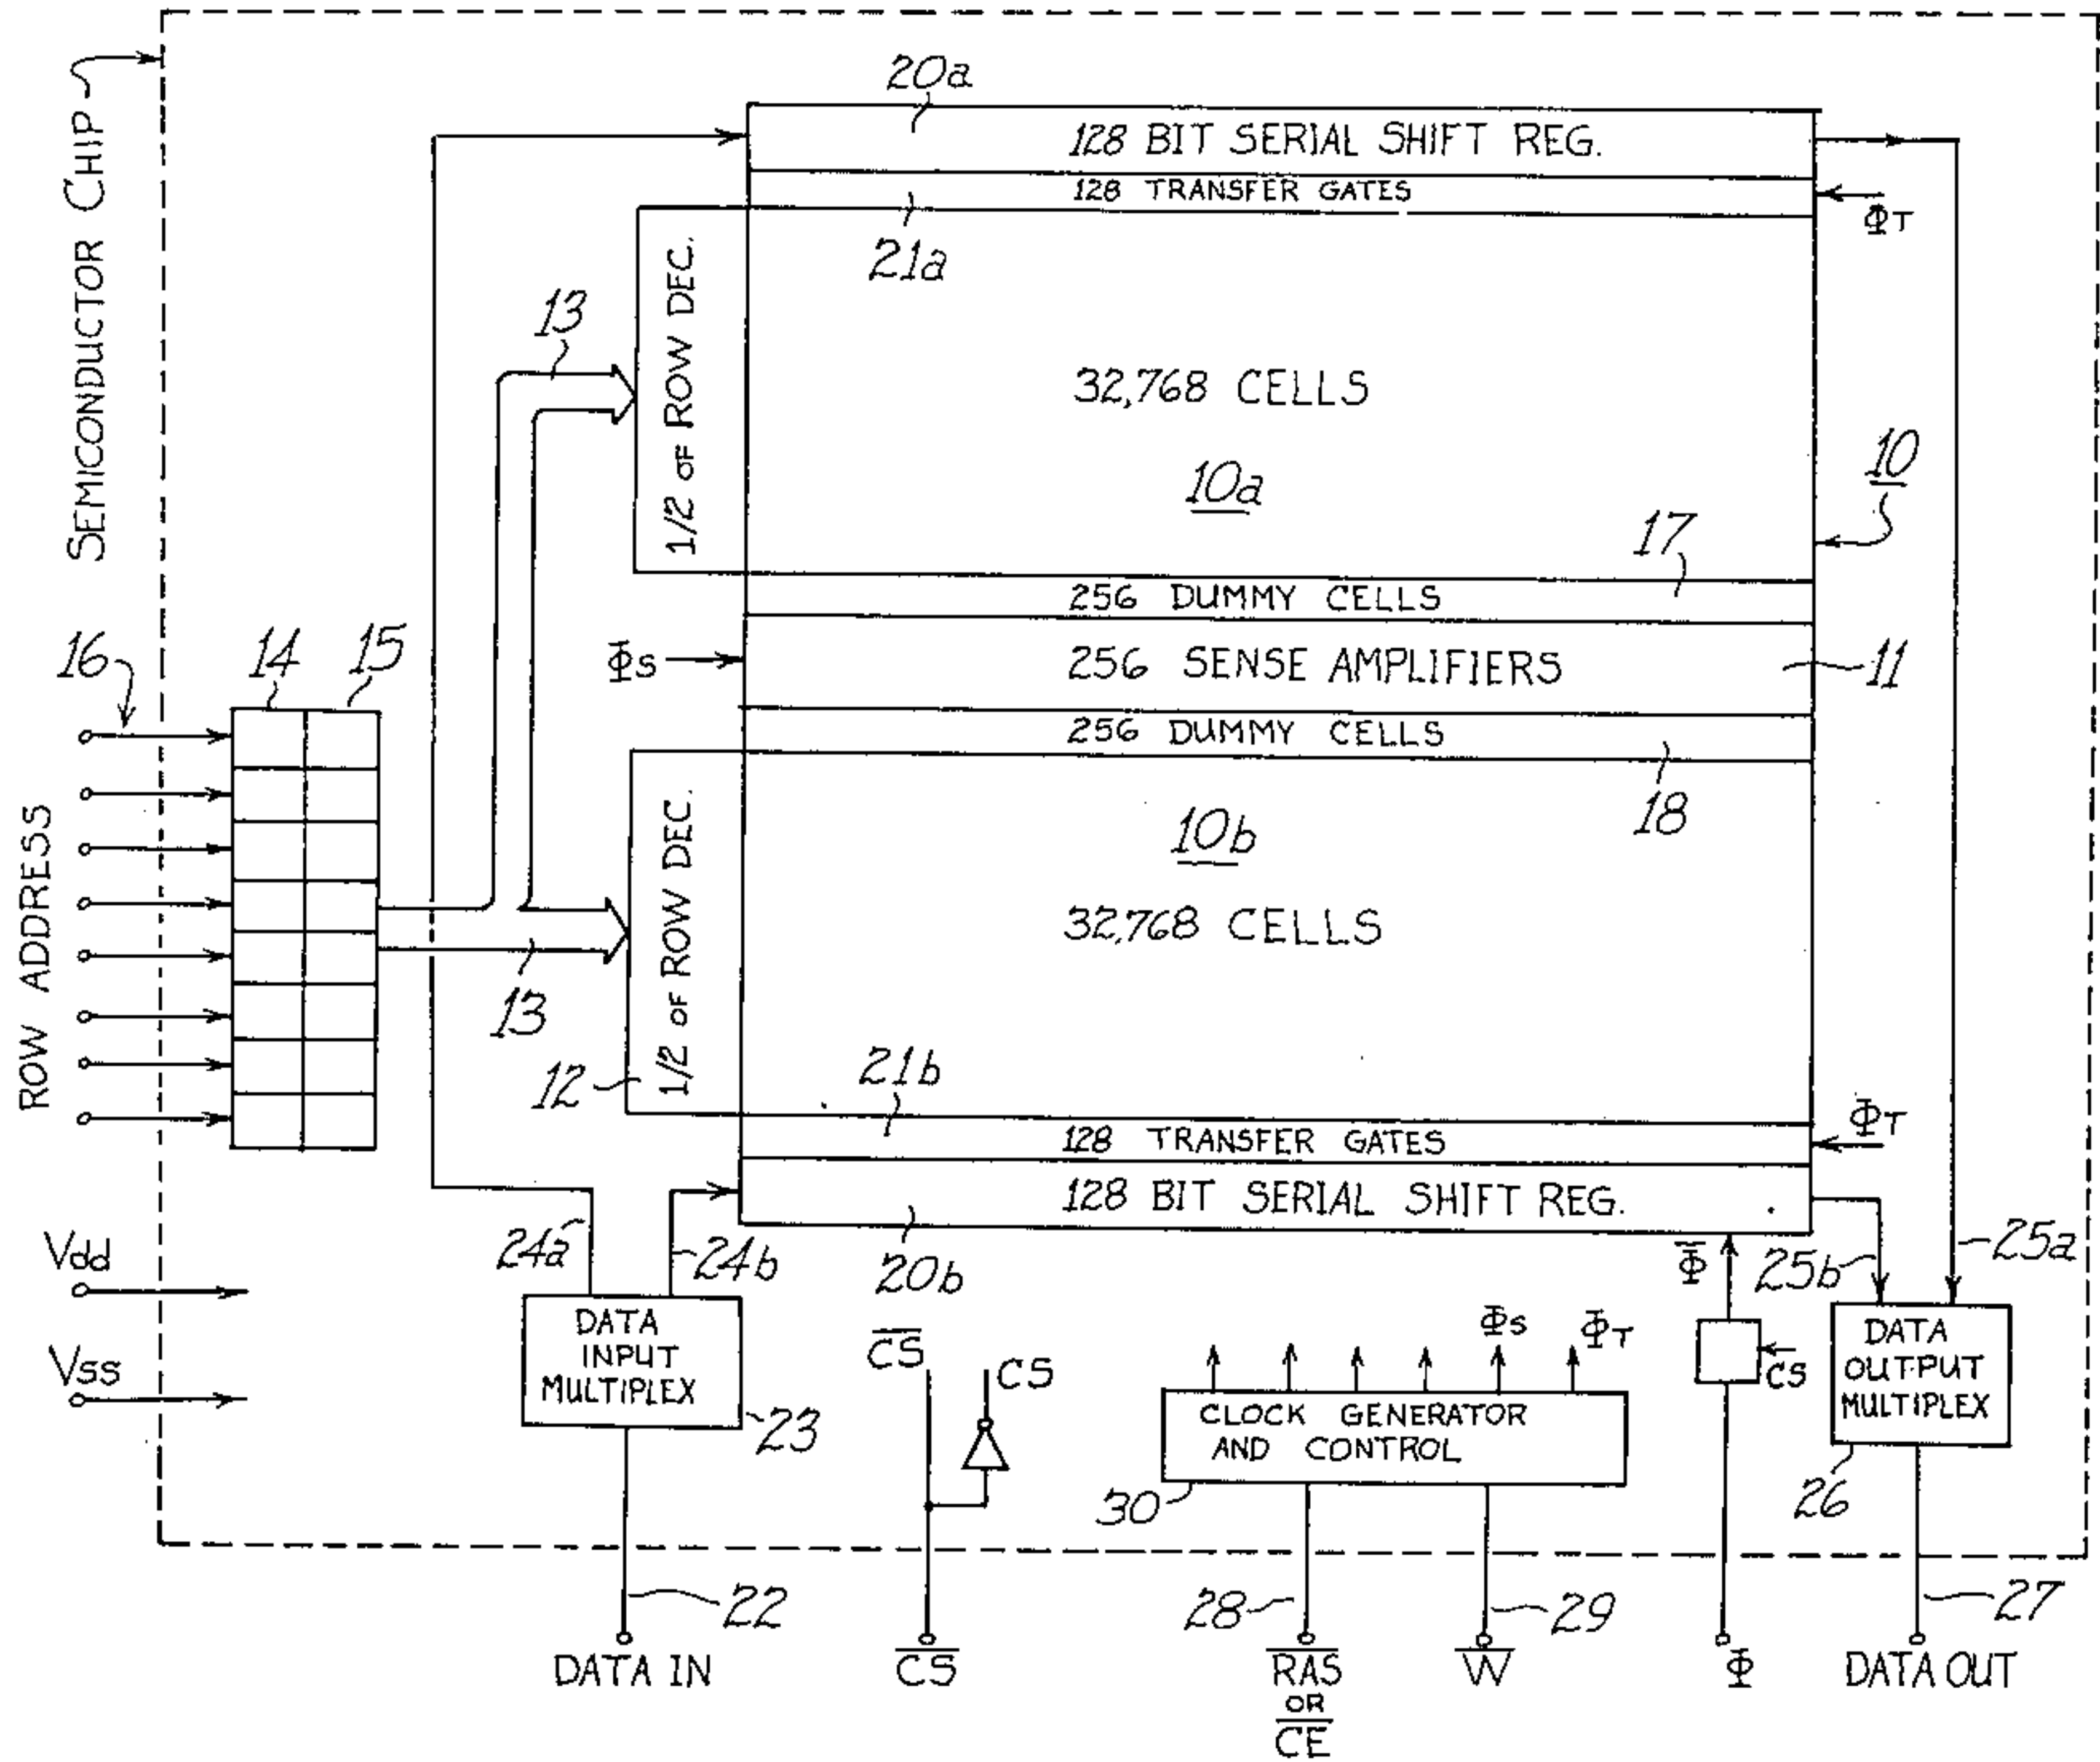 SEMICONDUCTOR CHIP
20a
128 BIT SERIAL SHIFT REG.
128 TRANSFER GATES
ΦT
21a
13
1/2 OF ROW DEC.
32,768 CELLS
10a
10
17
256 DUMMY CELLS
16
14
15
ΦS
256 SENSE AMPLIFIERS
11
256 DUMMY CELLS
18
ROW ADDRESS
10b
32,768 CELLS
1/2 OF ROW DEC.
13
12
21b
128 TRANSFER GATES
ΦT
128 BIT SERIAL SHIFT REG.
20b
24a
24b
Φ
25b
25a
Vdd
Vss
DATA
INPUT
MULTIPLEX
23
C̅S̅
CS
ΦS
ΦT
CLOCK GENERATOR
AND CONTROL
30
CS
DATA
OUTPUT
MULTIPLEX
26
22
28
29
27
DATA IN
C̅S̅
R̅A̅S̅
OR
C̅E̅
W̅
Φ
DATA OUT